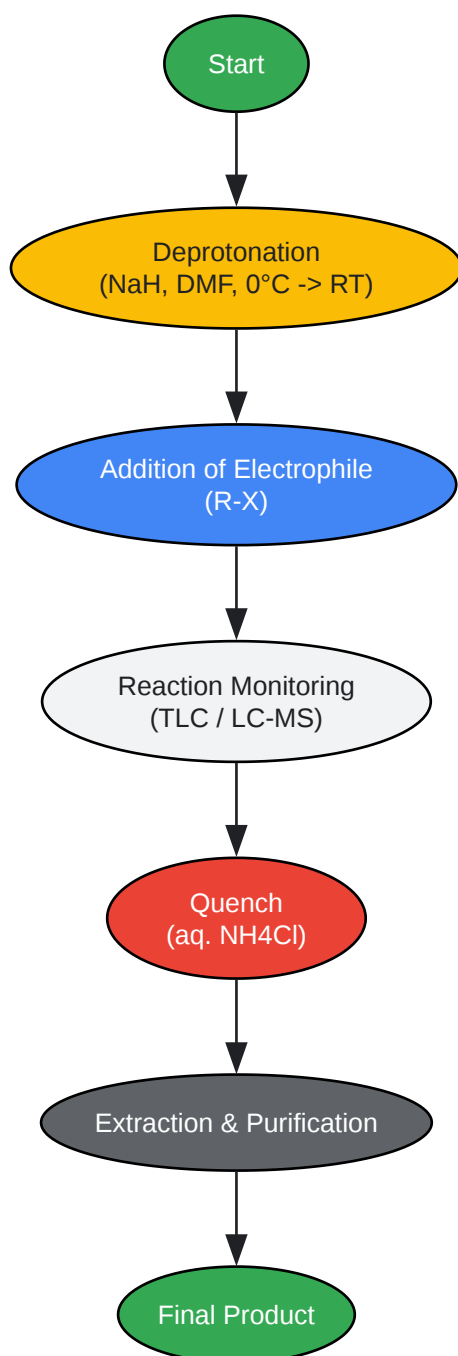 Start
Deprotonation
(NaH, DMF, 0°C -> RT)
Addition of Electrophile
(R-X)
Reaction Monitoring
(TLC / LC-MS)
Quench
(aq. NH4Cl)
Extraction & Purification
Final Product